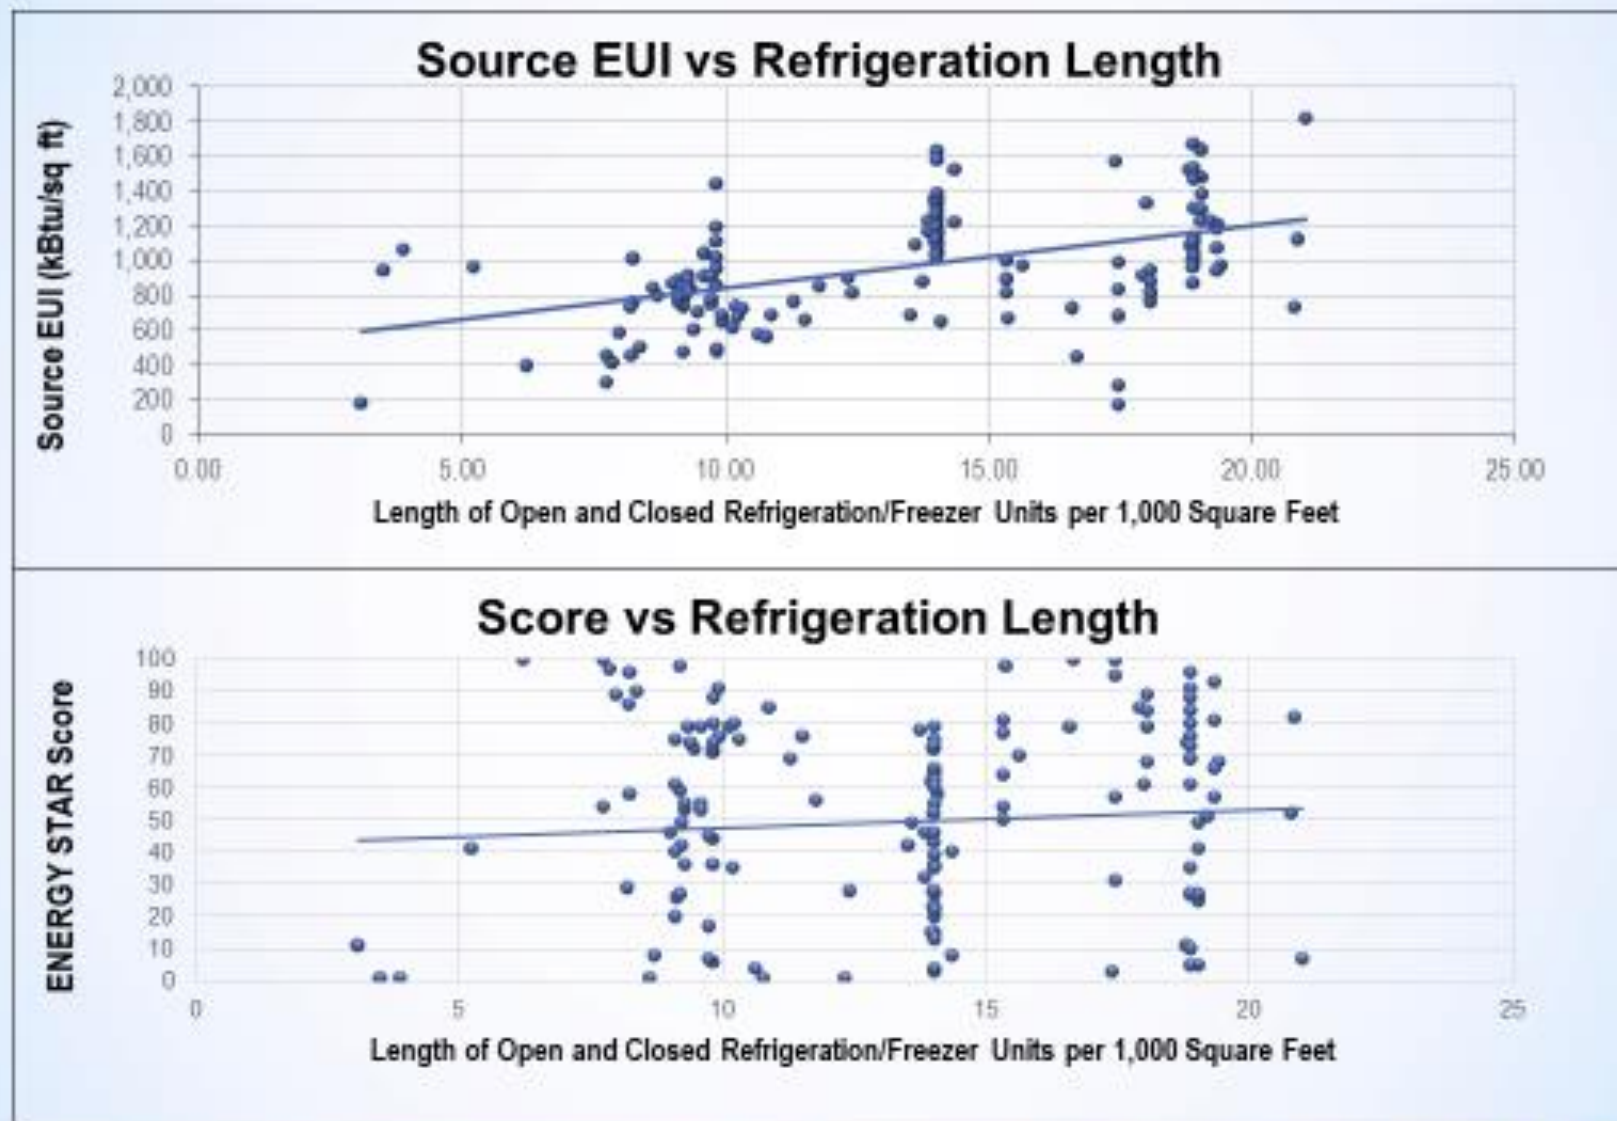 Source EUI vs Refrigeration Length
Source EUI (kBtu/sq ft)
2,000
1,800
1,600
1,400
1,200
1,000
800
600
400
200
0
0.00 5.00 10.00 15.00 20.00 25.00
Length of Open and Closed Refrigeration/Freezer Units per 1,000 Square Feet
Score vs Refrigeration Length
ENERGY STAR Score
100
90
80
70
60
50
40
30
20
10
0
0 5 10 15 20 25
Length of Open and Closed Refrigeration/Freezer Units per 1,000 Square Feet